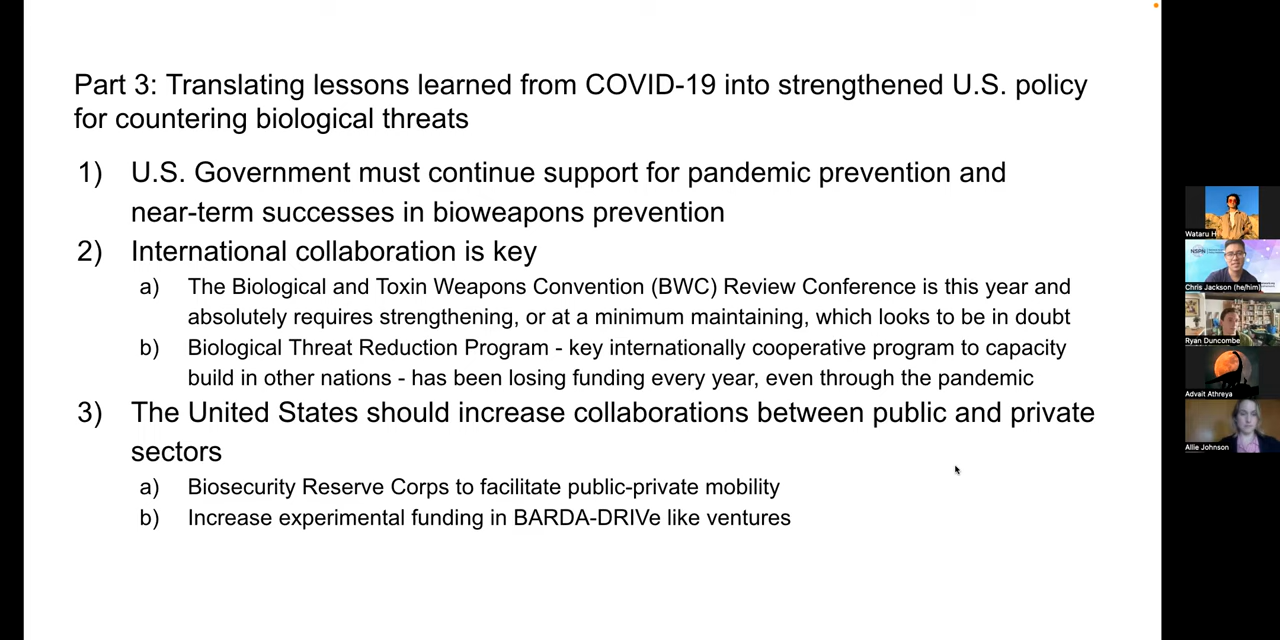 Part 3: Translating lessons learned from COVID-19 into strengthened U.S. policy
for countering biological threats
1) U.S. Government must continue support for pandemic prevention and
near-term successes in bioweapons prevention
2) International collaboration is key
a) The Biological and Toxin Weapons Convention (BWC) Review Conference is this year and
absolutely requires strengthening, or at a minimum maintaining, which looks to be in doubt
b) Biological Threat Reduction Program - key internationally cooperative program to capacity
build in other nations - has been losing funding every year, even through the pandemic
3) The United States should increase collaborations between public and private
sectors
a) Biosecurity Reserve Corps to facilitate public-private mobility
b) Increase experimental funding in BARDA-DRIVe like ventures
Wataru H
NSPN
Chris Jackson (he/him)
Ryan Duncombe
Advait Athreya
Allie Johnson